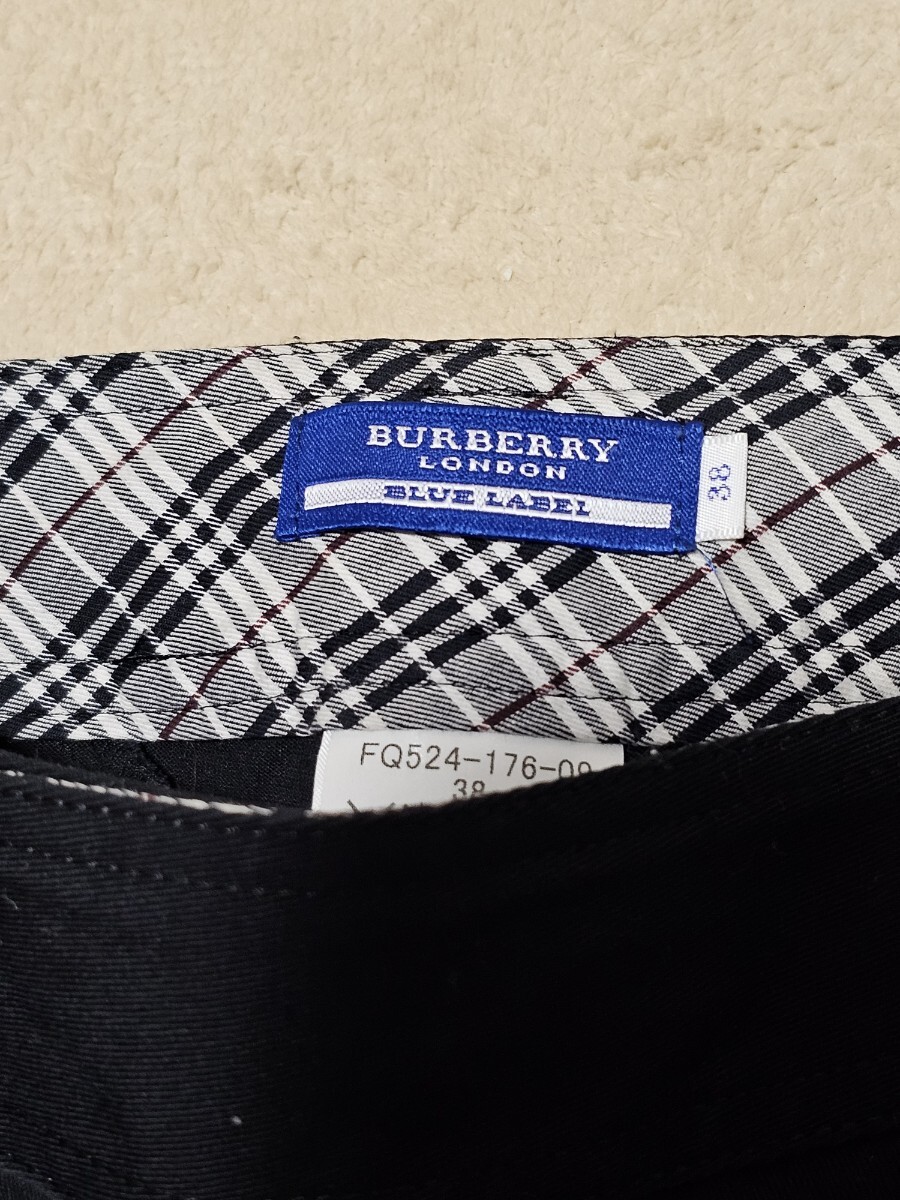 BURBERRY
LONDON
BLUE LABEL
38
FQ524-176-09
38